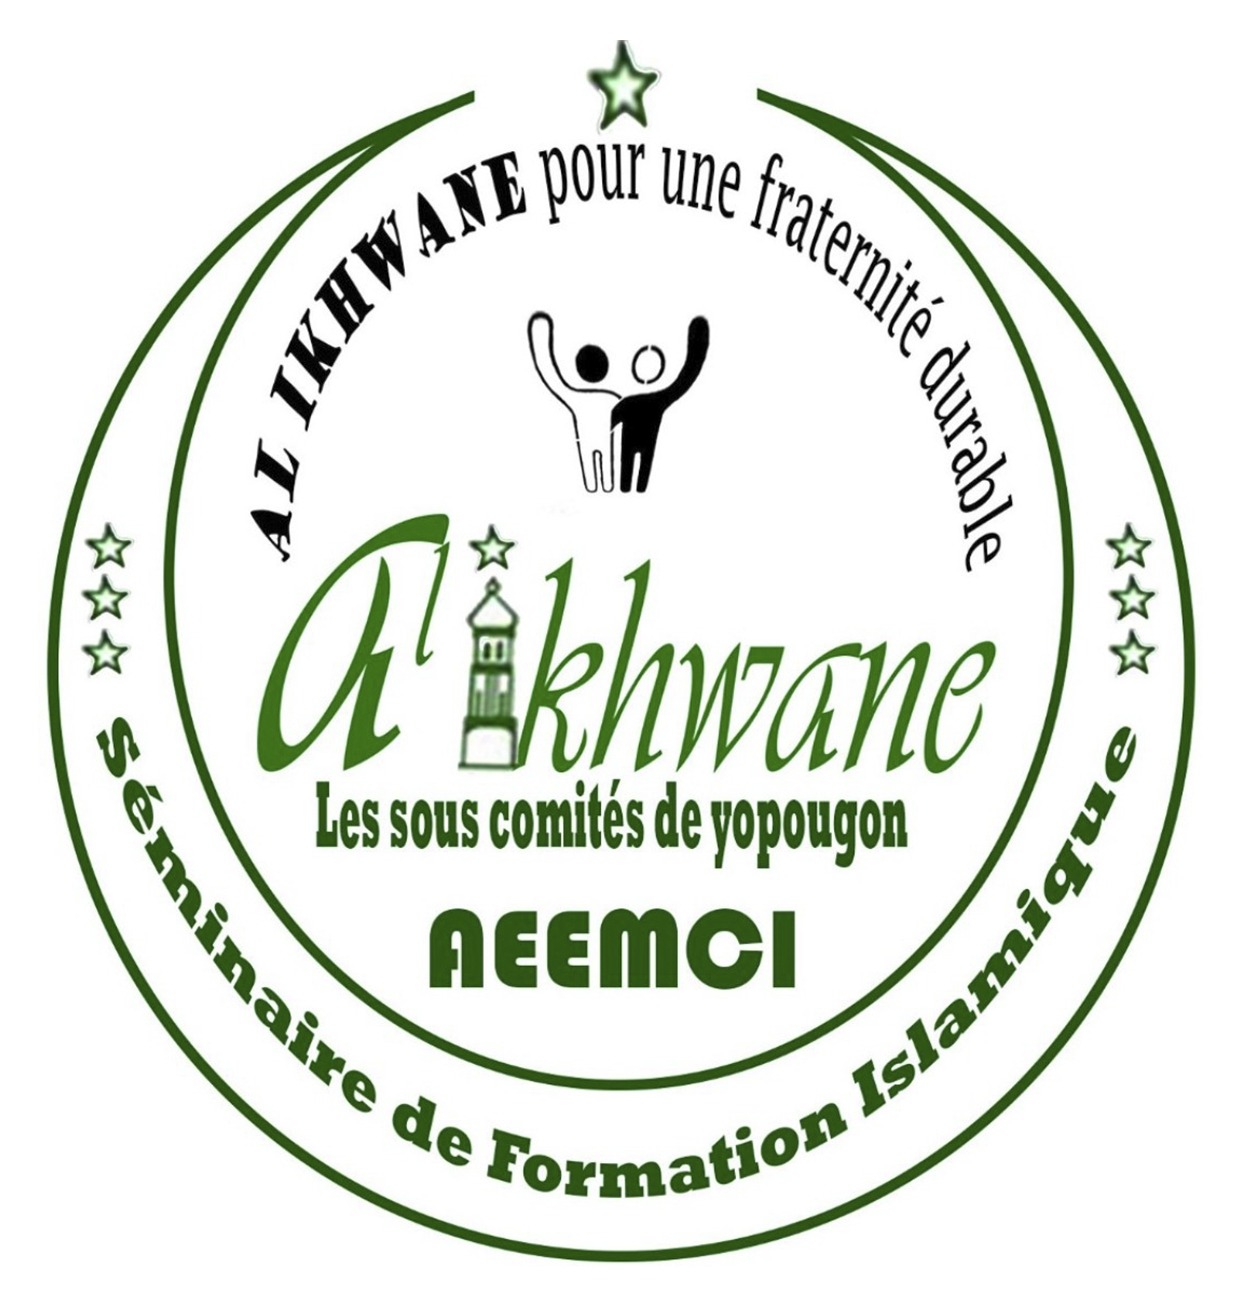 AL IKHWANE pour une fraternité durable
Al Ikhwane
Les sous comités de yopougon
AEEMCI
Séminaire de Formation Islamique